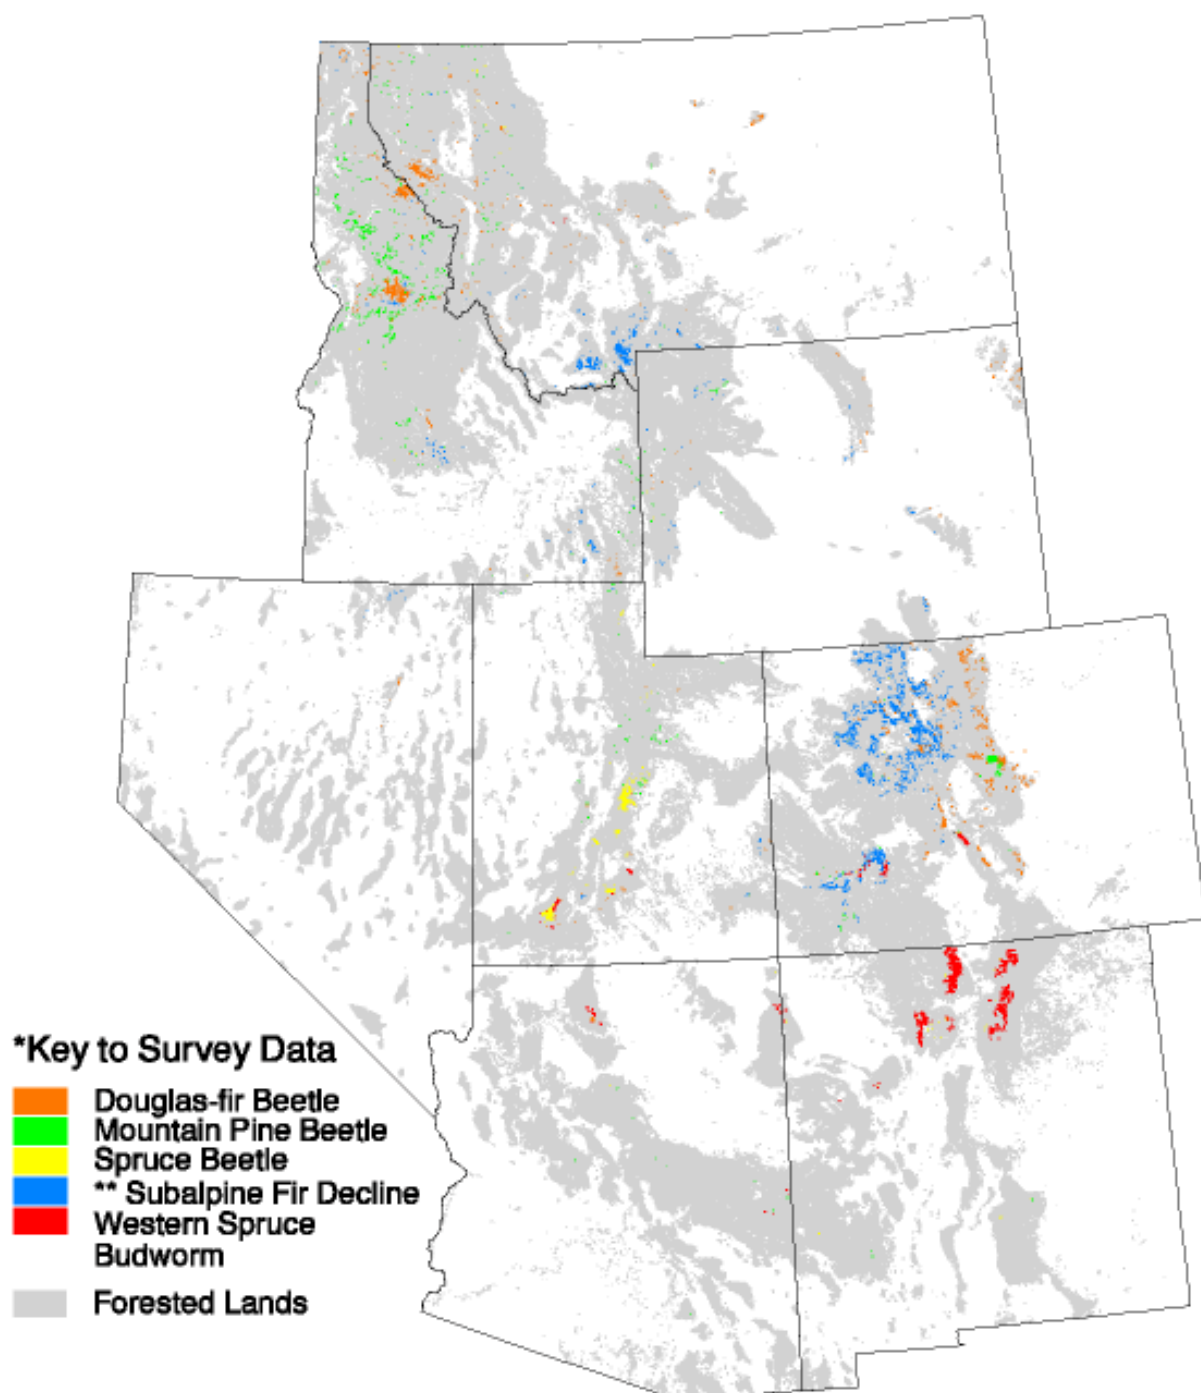 *Key to Survey Data
Douglas-fir Beetle
Mountain Pine Beetle
Spruce Beetle
** Subalpine Fir Decline
Western Spruce
Budworm
Forested Lands